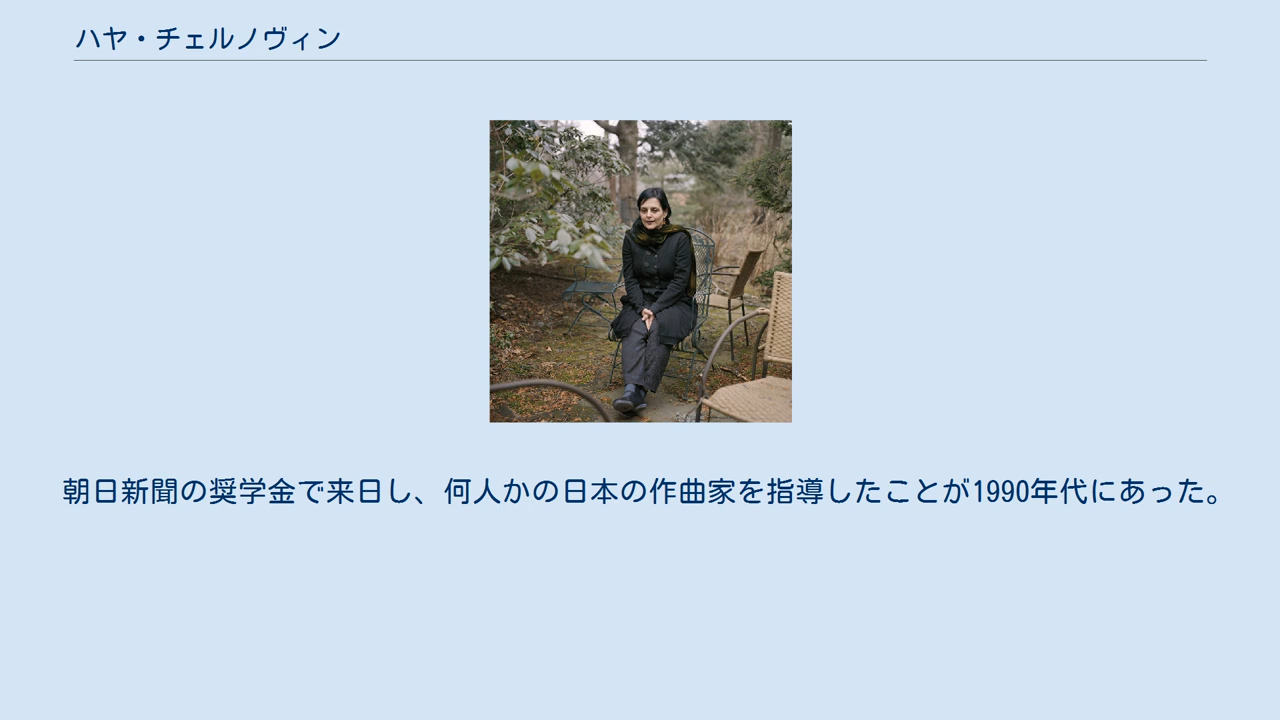 ハヤ・チェルノヴィン
朝日新聞の奨学金で来日し、何人かの日本の作曲家を指導したことが1990年代にあった。